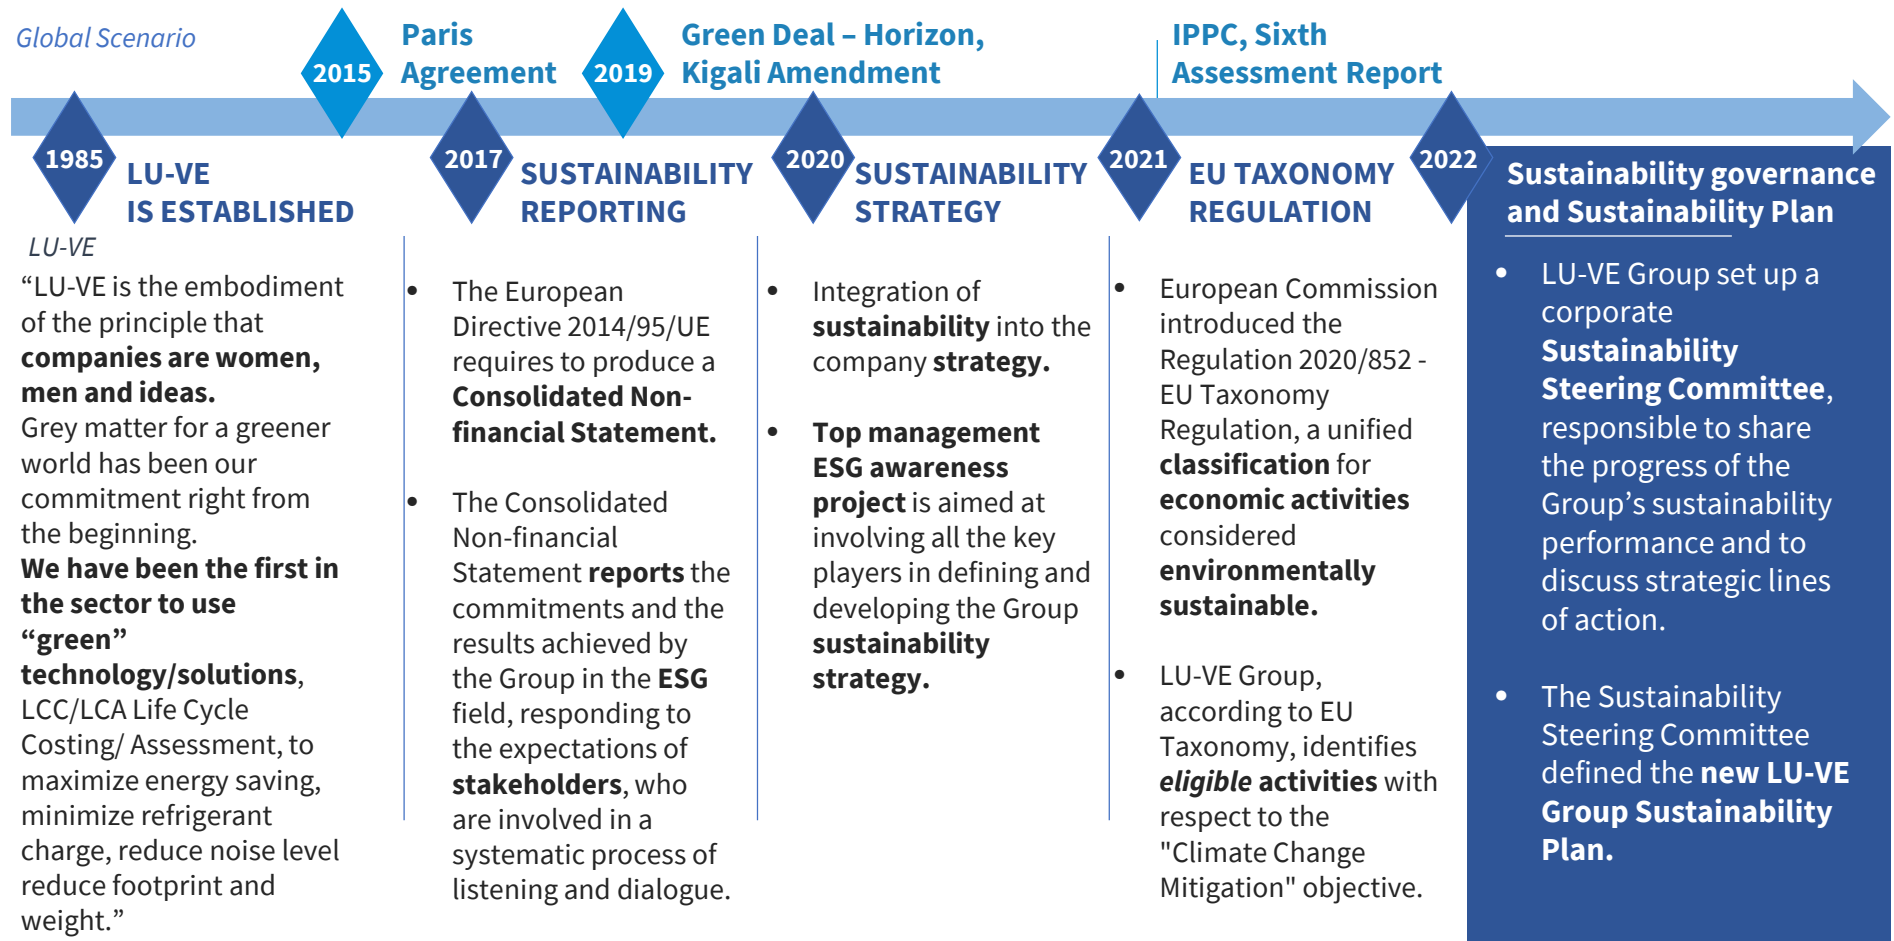 Global Scenario
2015
Paris
Agreement
2019
Green Deal – Horizon,
Kigali Amendment
IPPC, Sixth
Assessment Report
1985
LU-VE
IS ESTABLISHED
LU-VE
“LU-VE is the embodiment
of the principle that
companies are women,
men and ideas.
Grey matter for a greener
world has been our
commitment right from
the beginning.
We have been the first in
the sector to use
“green”
technology/solutions,
LCC/LCA Life Cycle
Costing/ Assessment, to
maximize energy saving,
minimize refrigerant
charge, reduce noise level
reduce footprint and
weight.”
2017
SUSTAINABILITY
REPORTING
• The European
Directive 2014/95/UE
requires to produce a
Consolidated Non-
financial Statement.
• The Consolidated
Non-financial
Statement reports the
commitments and the
results achieved by
the Group in the ESG
field, responding to
the expectations of
stakeholders, who
are involved in a
systematic process of
listening and dialogue.
2020
SUSTAINABILITY
STRATEGY
• Integration of
sustainability into the
company strategy.
• Top management
ESG awareness
project is aimed at
involving all the key
players in defining and
developing the Group
sustainability
strategy.
2021
EU TAXONOMY
REGULATION
• European Commission
introduced the
Regulation 2020/852 -
EU Taxonomy
Regulation, a unified
classification for
economic activities
considered
environmentally
sustainable.
• LU-VE Group,
according to EU
Taxonomy, identifies
eligible activities with
respect to the
"Climate Change
Mitigation" objective.
2022
Sustainability governance
and Sustainability Plan
• LU-VE Group set up a
corporate
Sustainability
Steering Committee,
responsible to share
the progress of the
Group’s sustainability
performance and to
discuss strategic lines
of action.
• The Sustainability
Steering Committee
defined the new LU-VE
Group Sustainability
Plan.